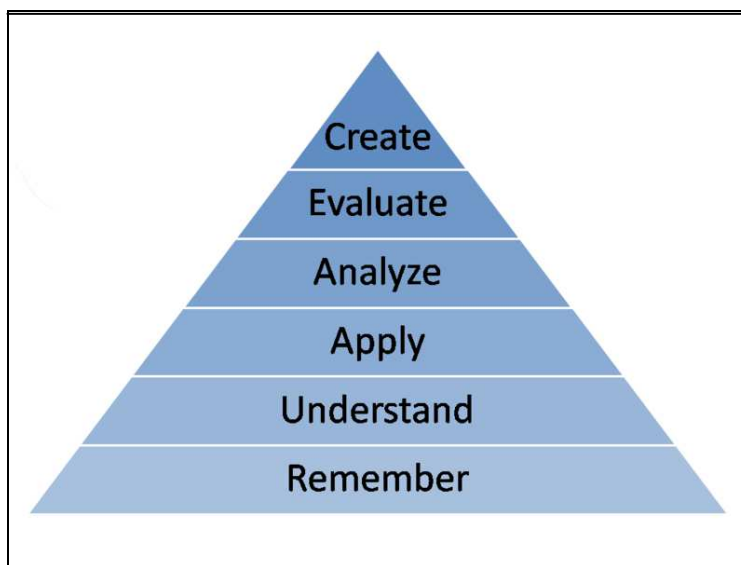 Create
Evaluate
Analyze
Apply
Understand
Remember